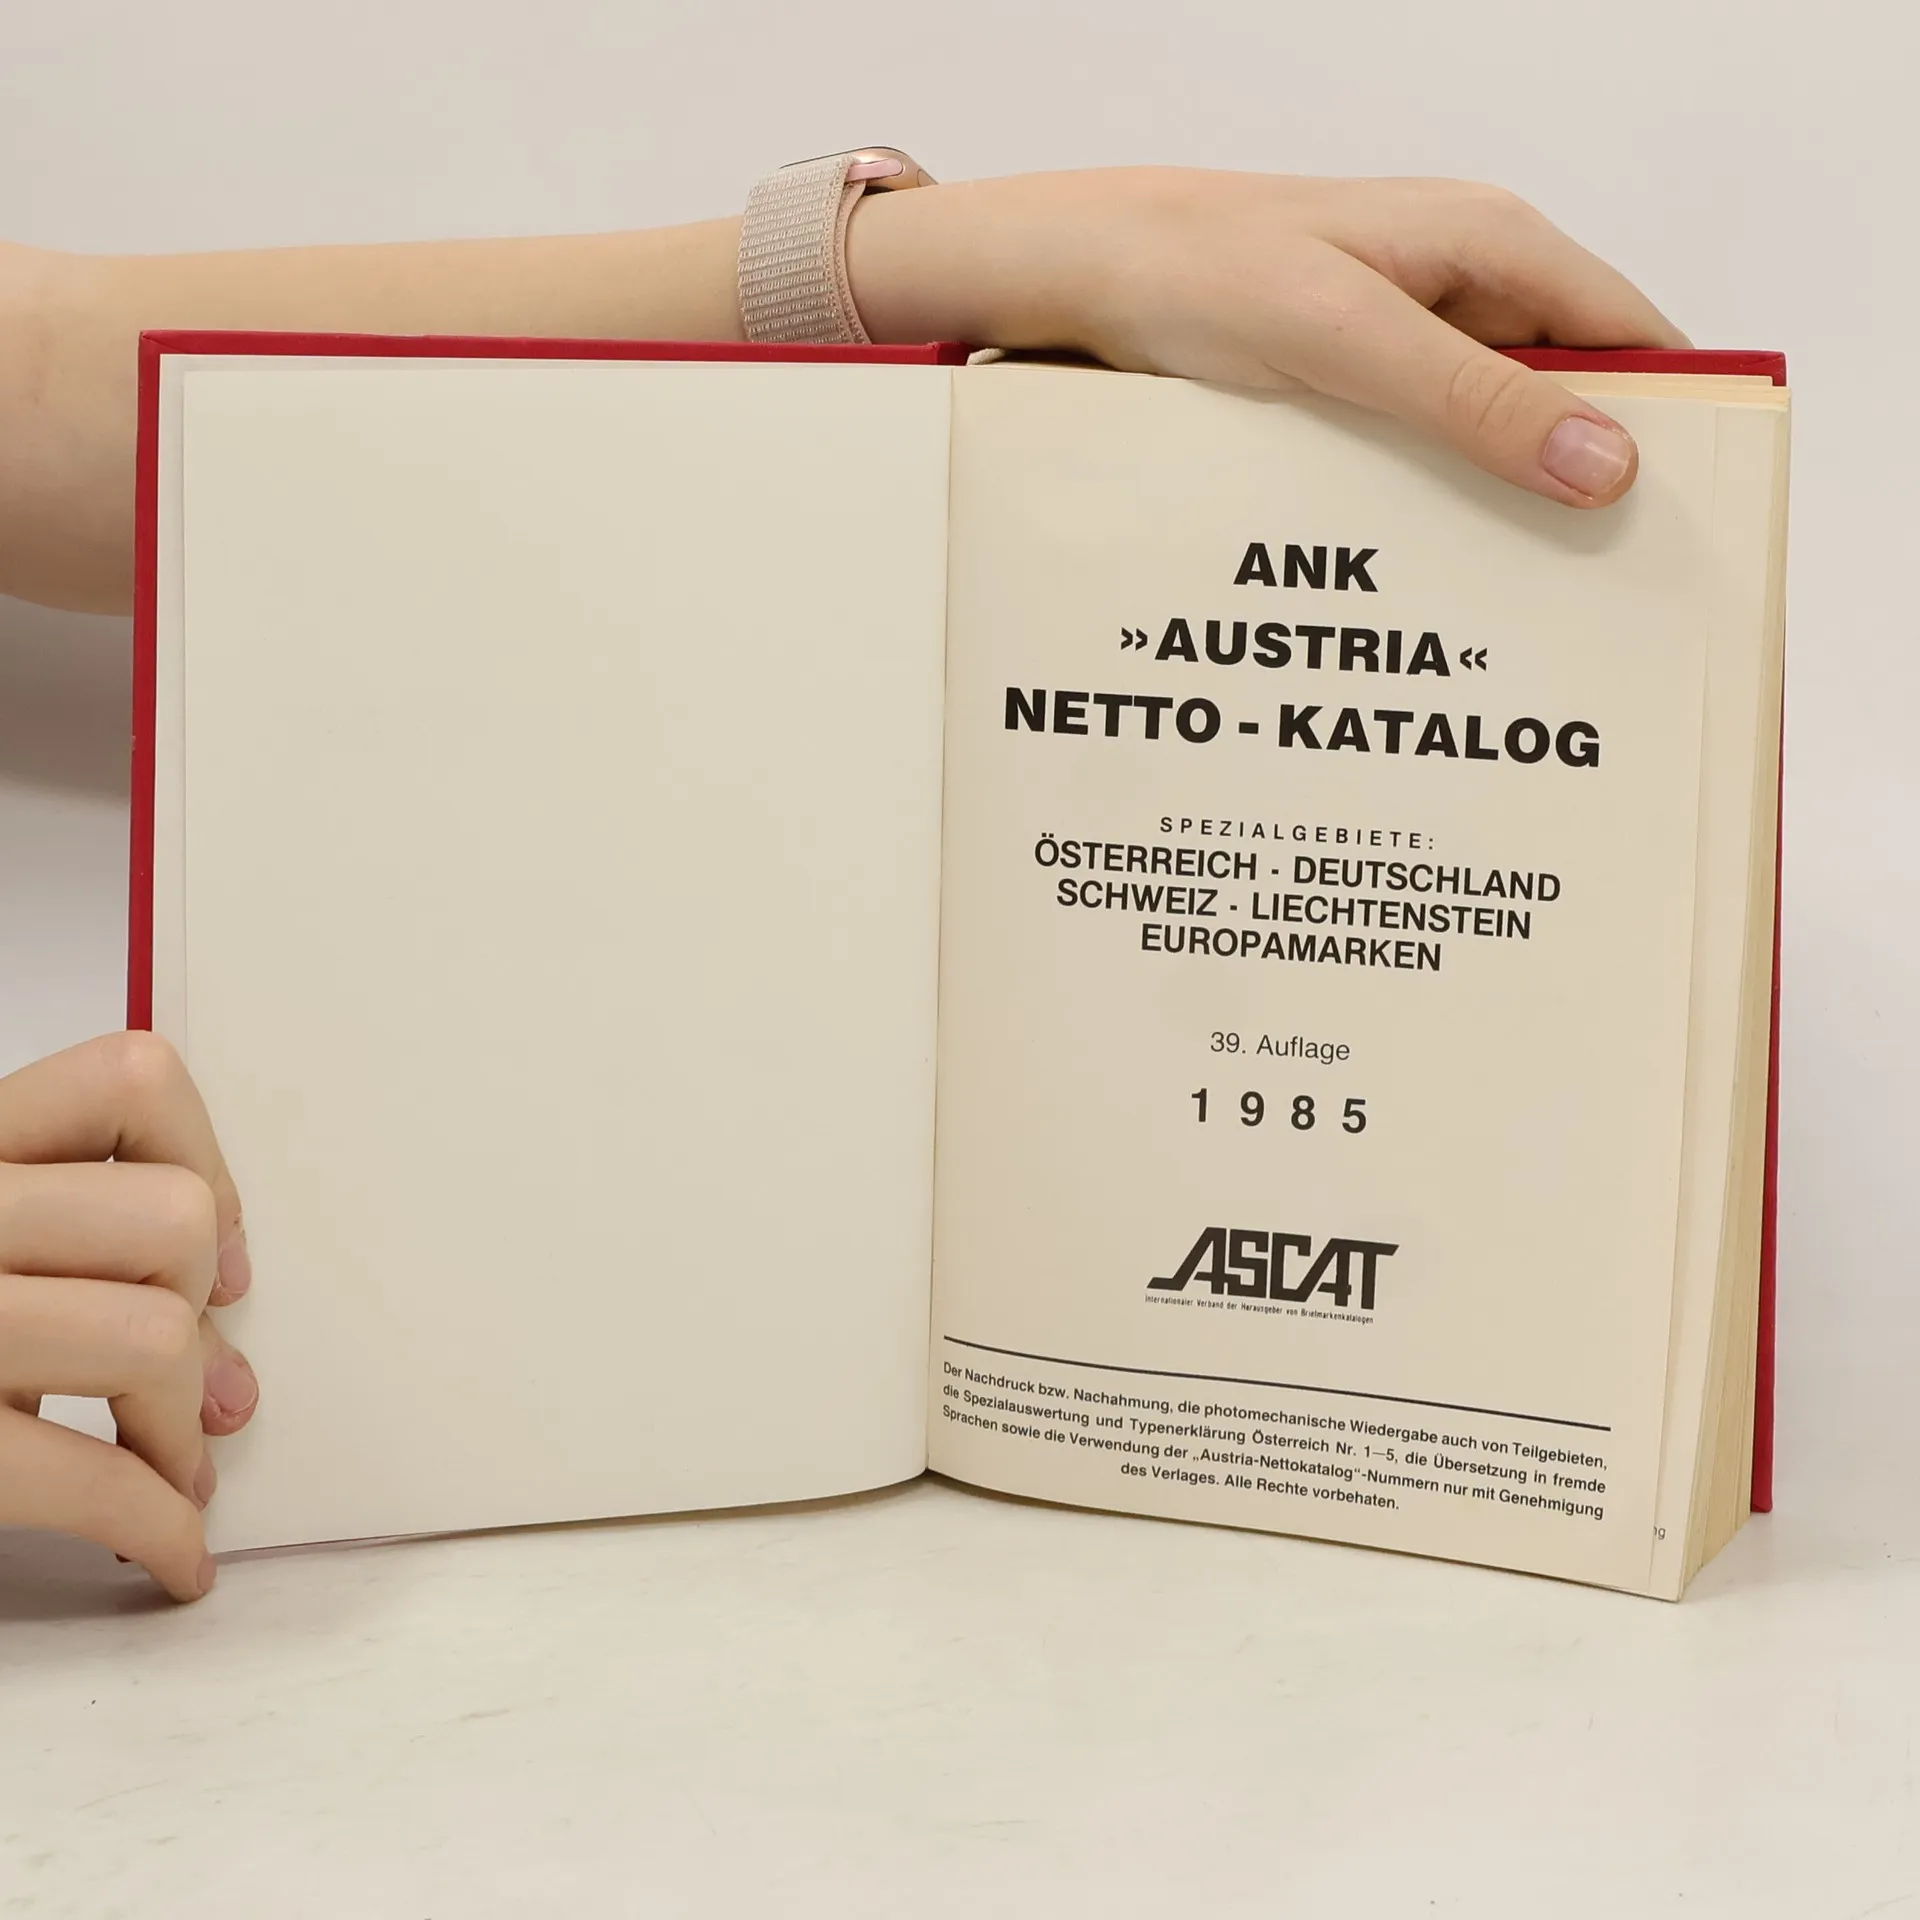 ANK
»AUSTRIA«
NETTO - KATALOG
SPEZIALGEBIETE:
ÖSTERREICH - DEUTSCHLAND
SCHWEIZ - LIECHTENSTEIN
EUROPAMARKEN
39. Auflage
1985
ASCAT
Internationaler Verband der Herausgeber von Briefmarkenkatalogen
Der Nachdruck bzw. Nachahmung, die photomechanische Wiedergabe auch von Teilgebieten,
die Spezialauswertung und Typenerklärung Österreich Nr. 1—5, die Übersetzung in fremde
Sprachen sowie die Verwendung der „Austria-Nettokatalog“-Nummern nur mit Genehmigung
des Verlages. Alle Rechte vorbehaten.